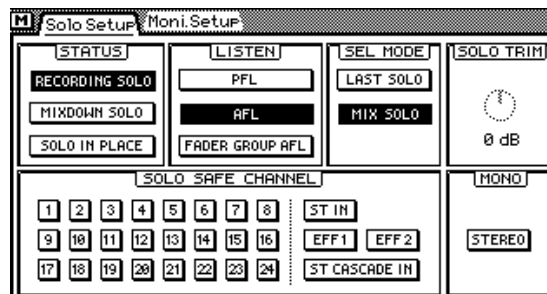 M Solo Setup Moni.Setup
STATUS LISTEN SEL MODE SOLO TRIM
RECORDING SOLO PFL LAST SOLO
MIXDOWN SOLO AFL MIX SOLO
SOLO IN PLACE FADER GROUP AFL 0 dB
SOLO SAFE CHANNEL MONO
1 2 3 4 5 6 7 8 ST IN
9 10 11 12 13 14 15 16 EFF1 EFF2 STEREO
17 18 19 20 21 22 23 24 ST CASCADE IN